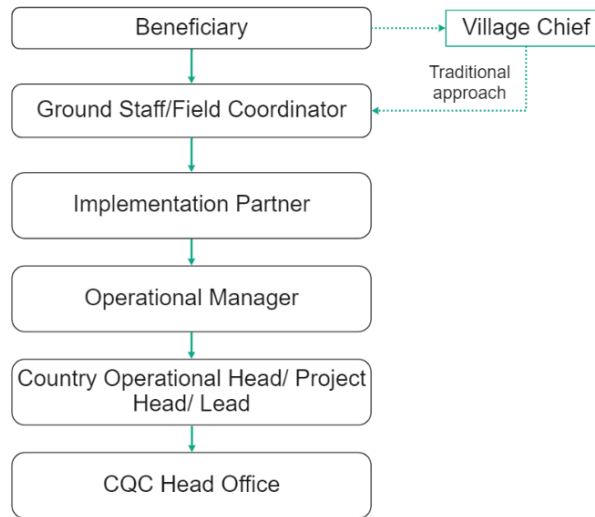 Beneficiary
Village Chief
Traditional
approach
Ground Staff/Field Coordinator
Implementation Partner
Operational Manager
Country Operational Head/ Project
Head/ Lead
CQC Head Office